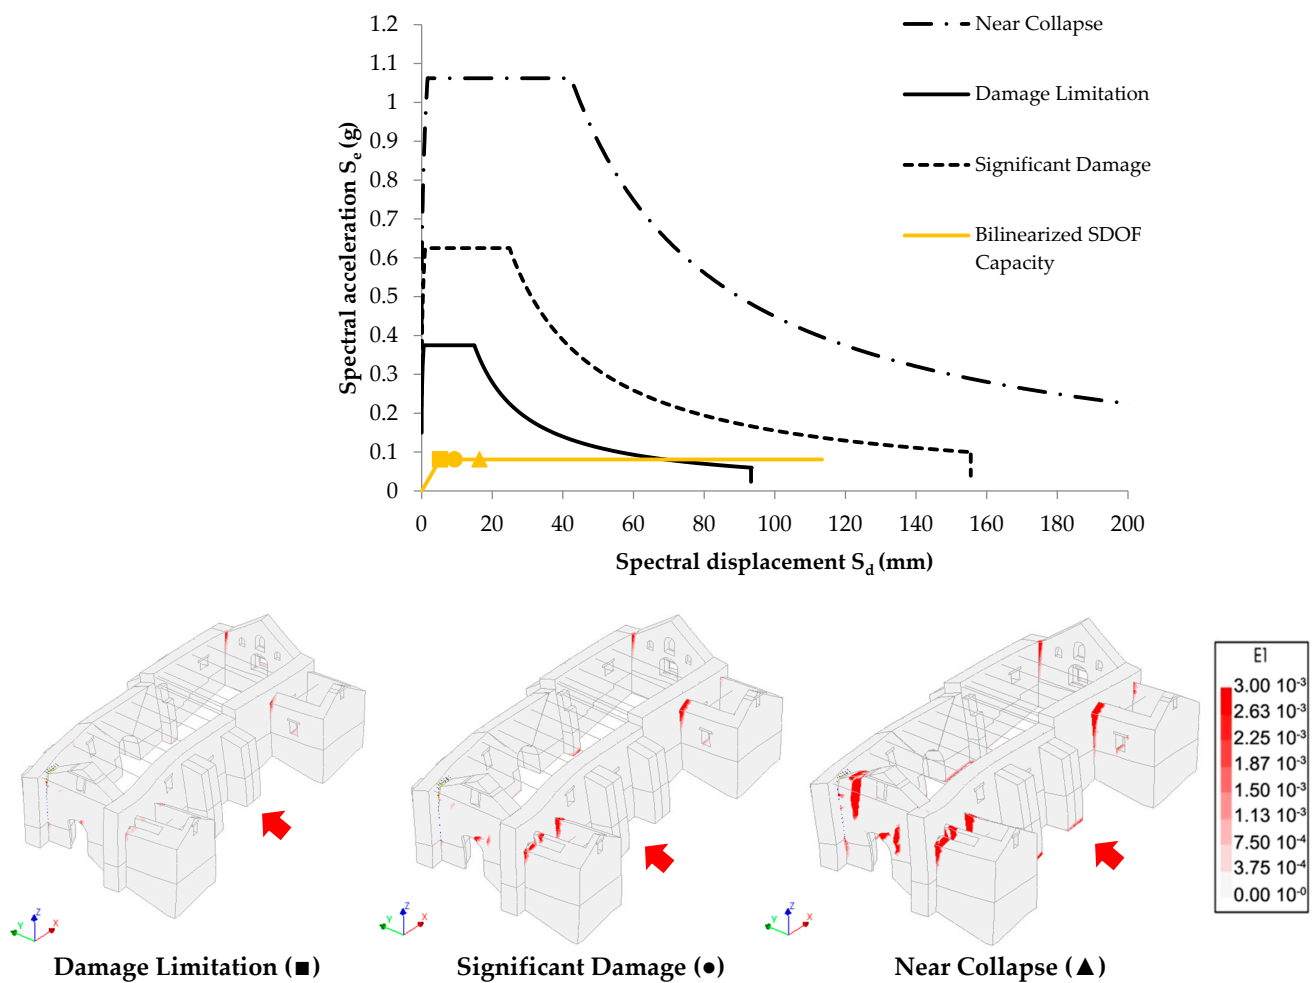 1.2
1.1
1
0.9
0.8
0.7
0.6
0.5
0.4
0.3
0.2
0.1
0
Spectral acceleration Se (g)
0 20 40 60 80 100 120 140 160 180 200
Spectral displacement Sd (mm)
Near Collapse
Damage Limitation
Significant Damage
Bilinearized SDOF
Capacity
E1
3.00 10-3
2.63 10-3
2.25 10-3
1.87 10-3
1.50 10-3
1.13 10-3
7.50 10-4
3.75 10-4
0.00 10-0
Z
Y X
Z
Y X
Z
Y X
Damage Limitation (■) Significant Damage (●) Near Collapse (▲)